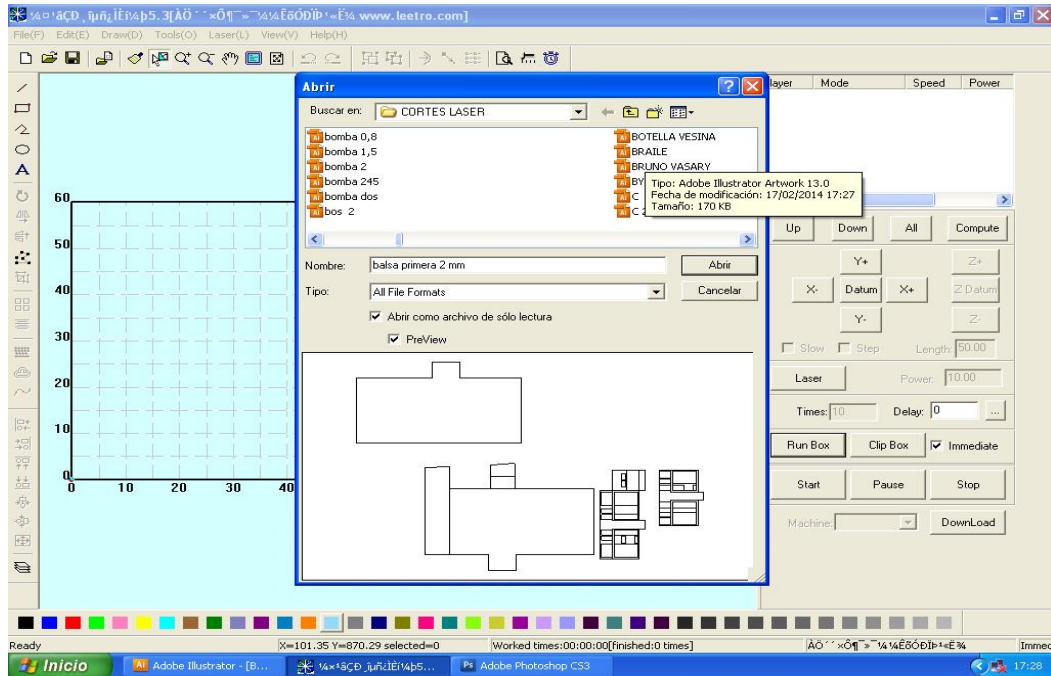 www.leetro.com]
File(F) Edit(E) Draw(D) Tools(O) Laser(L) View(V) Help(H)
Abrir
Buscar en: CORTES LASER
bomba 0,8
bomba 1,5
bomba 2
bomba 245
bomba dos
bos 2
BOTELLA VESINA
BRAILE
BRUNO VASARY
BY
C
C 2
Tipo: Adobe Illustrator Artwork 13.0
Fecha de modificación: 17/02/2014 17:27
Tamaño: 170 KB
Nombre: balsa primera 2 mm Abrir
Tipo: All File Formats Cancelar
Abrir como archivo de sólo lectura
PreView
layer Mode Speed Power
Up Down All Compute
Y+ Z+
X- Datum X+ Z Datum
Y- Z-
Slow Step Length: 50.00
Laser Power: 10.00
Times: 10 Delay: 0 ...
Run Box Clip Box Immediate
Start Pause Stop
Machine: DownLoad
60
50
40
30
20
10
0
0 10 20 30 40
Ready X=101.35 Y=870.29 selected=0 Worked times:00:00:00[finished:0 times] Immec
Inicio Adobe Illustrator - [B... Adobe Photoshop CS3 17:28